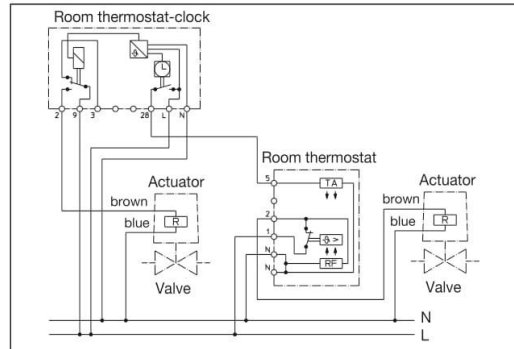 Room thermostat-clock
L
2 9 3 28 L N
Room thermostat
5 TA
Actuator
Actuator
brown
2
brown
R
blue
1
ϑ >
blue
R
N
RF
N
Valve
Valve
N
L